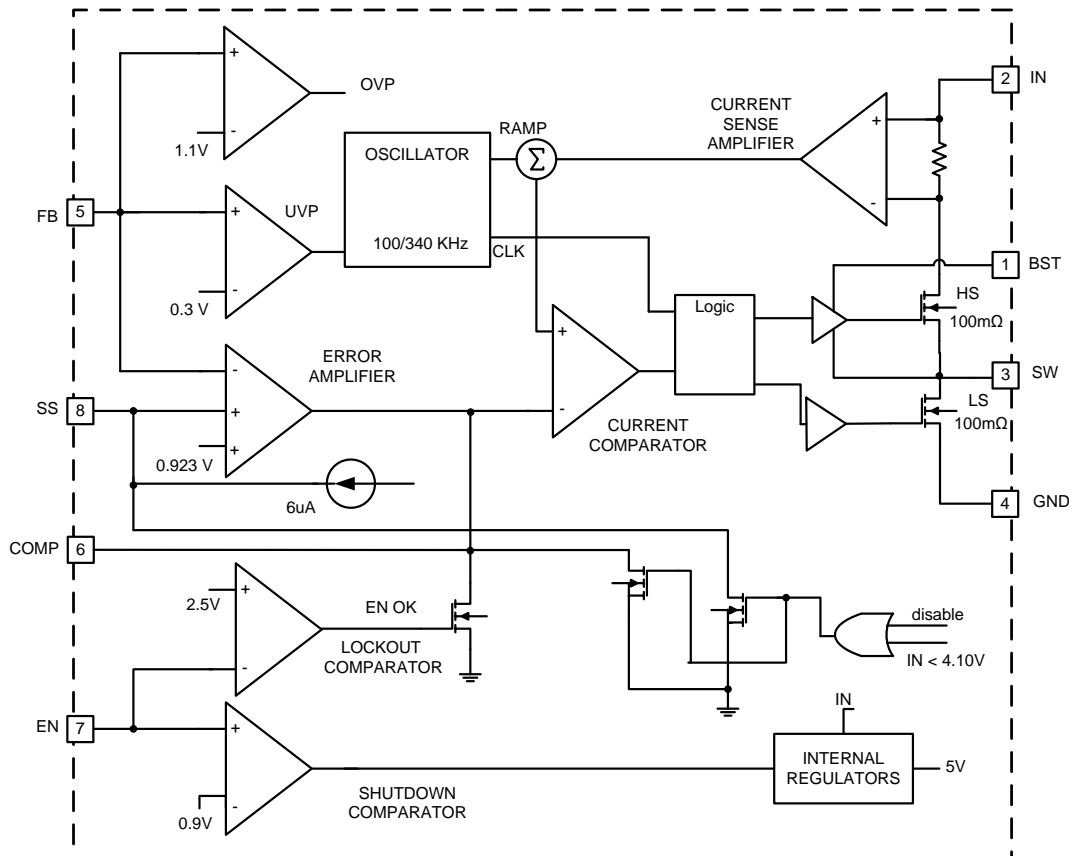 +
OVP
-
1.1V
2
IN
CURRENT
SENSE
AMPLIFIER
+
-
RAMP
Σ
OSCILLATOR
100/340 KHz
CLK
FB
5
+
UVP
-
0.3 V
1
BST
HS
100mΩ
Logic
+
-
CURRENT
COMPARATOR
3
SW
LS
100mΩ
4
GND
ERROR
AMPLIFIER
-
+
+
0.923 V
SS
8
6uA
COMP
6
+
2.5V
-
EN OK
LOCKOUT
COMPARATOR
disable
IN < 4.10V
EN
7
+
-
0.9V
SHUTDOWN
COMPARATOR
IN
INTERNAL
REGULATORS
5V